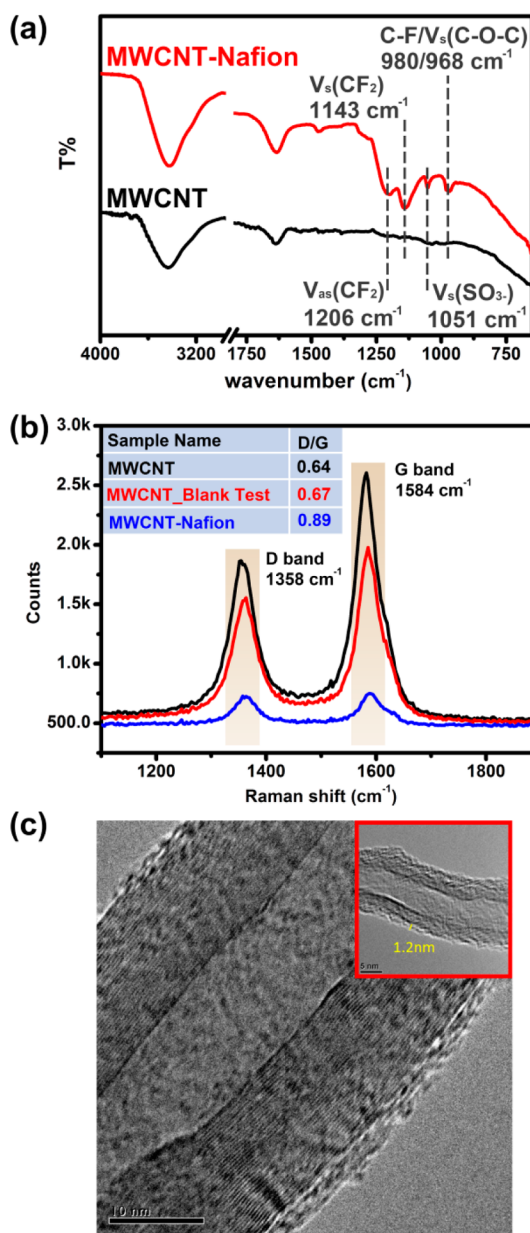 (a)
MWCNT-Nafion
C-F/Vs(C-O-C)
980/968 cm-1
Vs(CF2)
1143 cm-1
T%
MWCNT
Vas(CF2)
1206 cm-1
Vs(SO3-)
1051 cm-1
4000 3200 1750 1500 1250 1000 750
wavenumber (cm-1)
(b)
3.0k
2.5k
2.0k
1.5k
1.0k
500.0
Counts
Sample Name D/G
MWCNT 0.64
MWCNT_Blank Test 0.67
MWCNT-Nafion 0.89
G band
1584 cm-1
D band
1358 cm-1
1200 1400 1600 1800
Raman shift (cm-1)
(c)
1.2nm
5 nm
10 nm